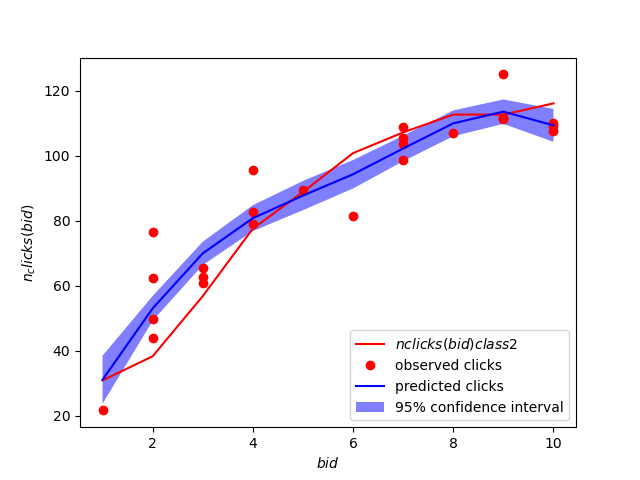 120
100
80
60
40
20
n_clicks(bid)
nclicks(bid)class2
observed clicks
predicted clicks
95% confidence interval
2
4
6
8
10
bid